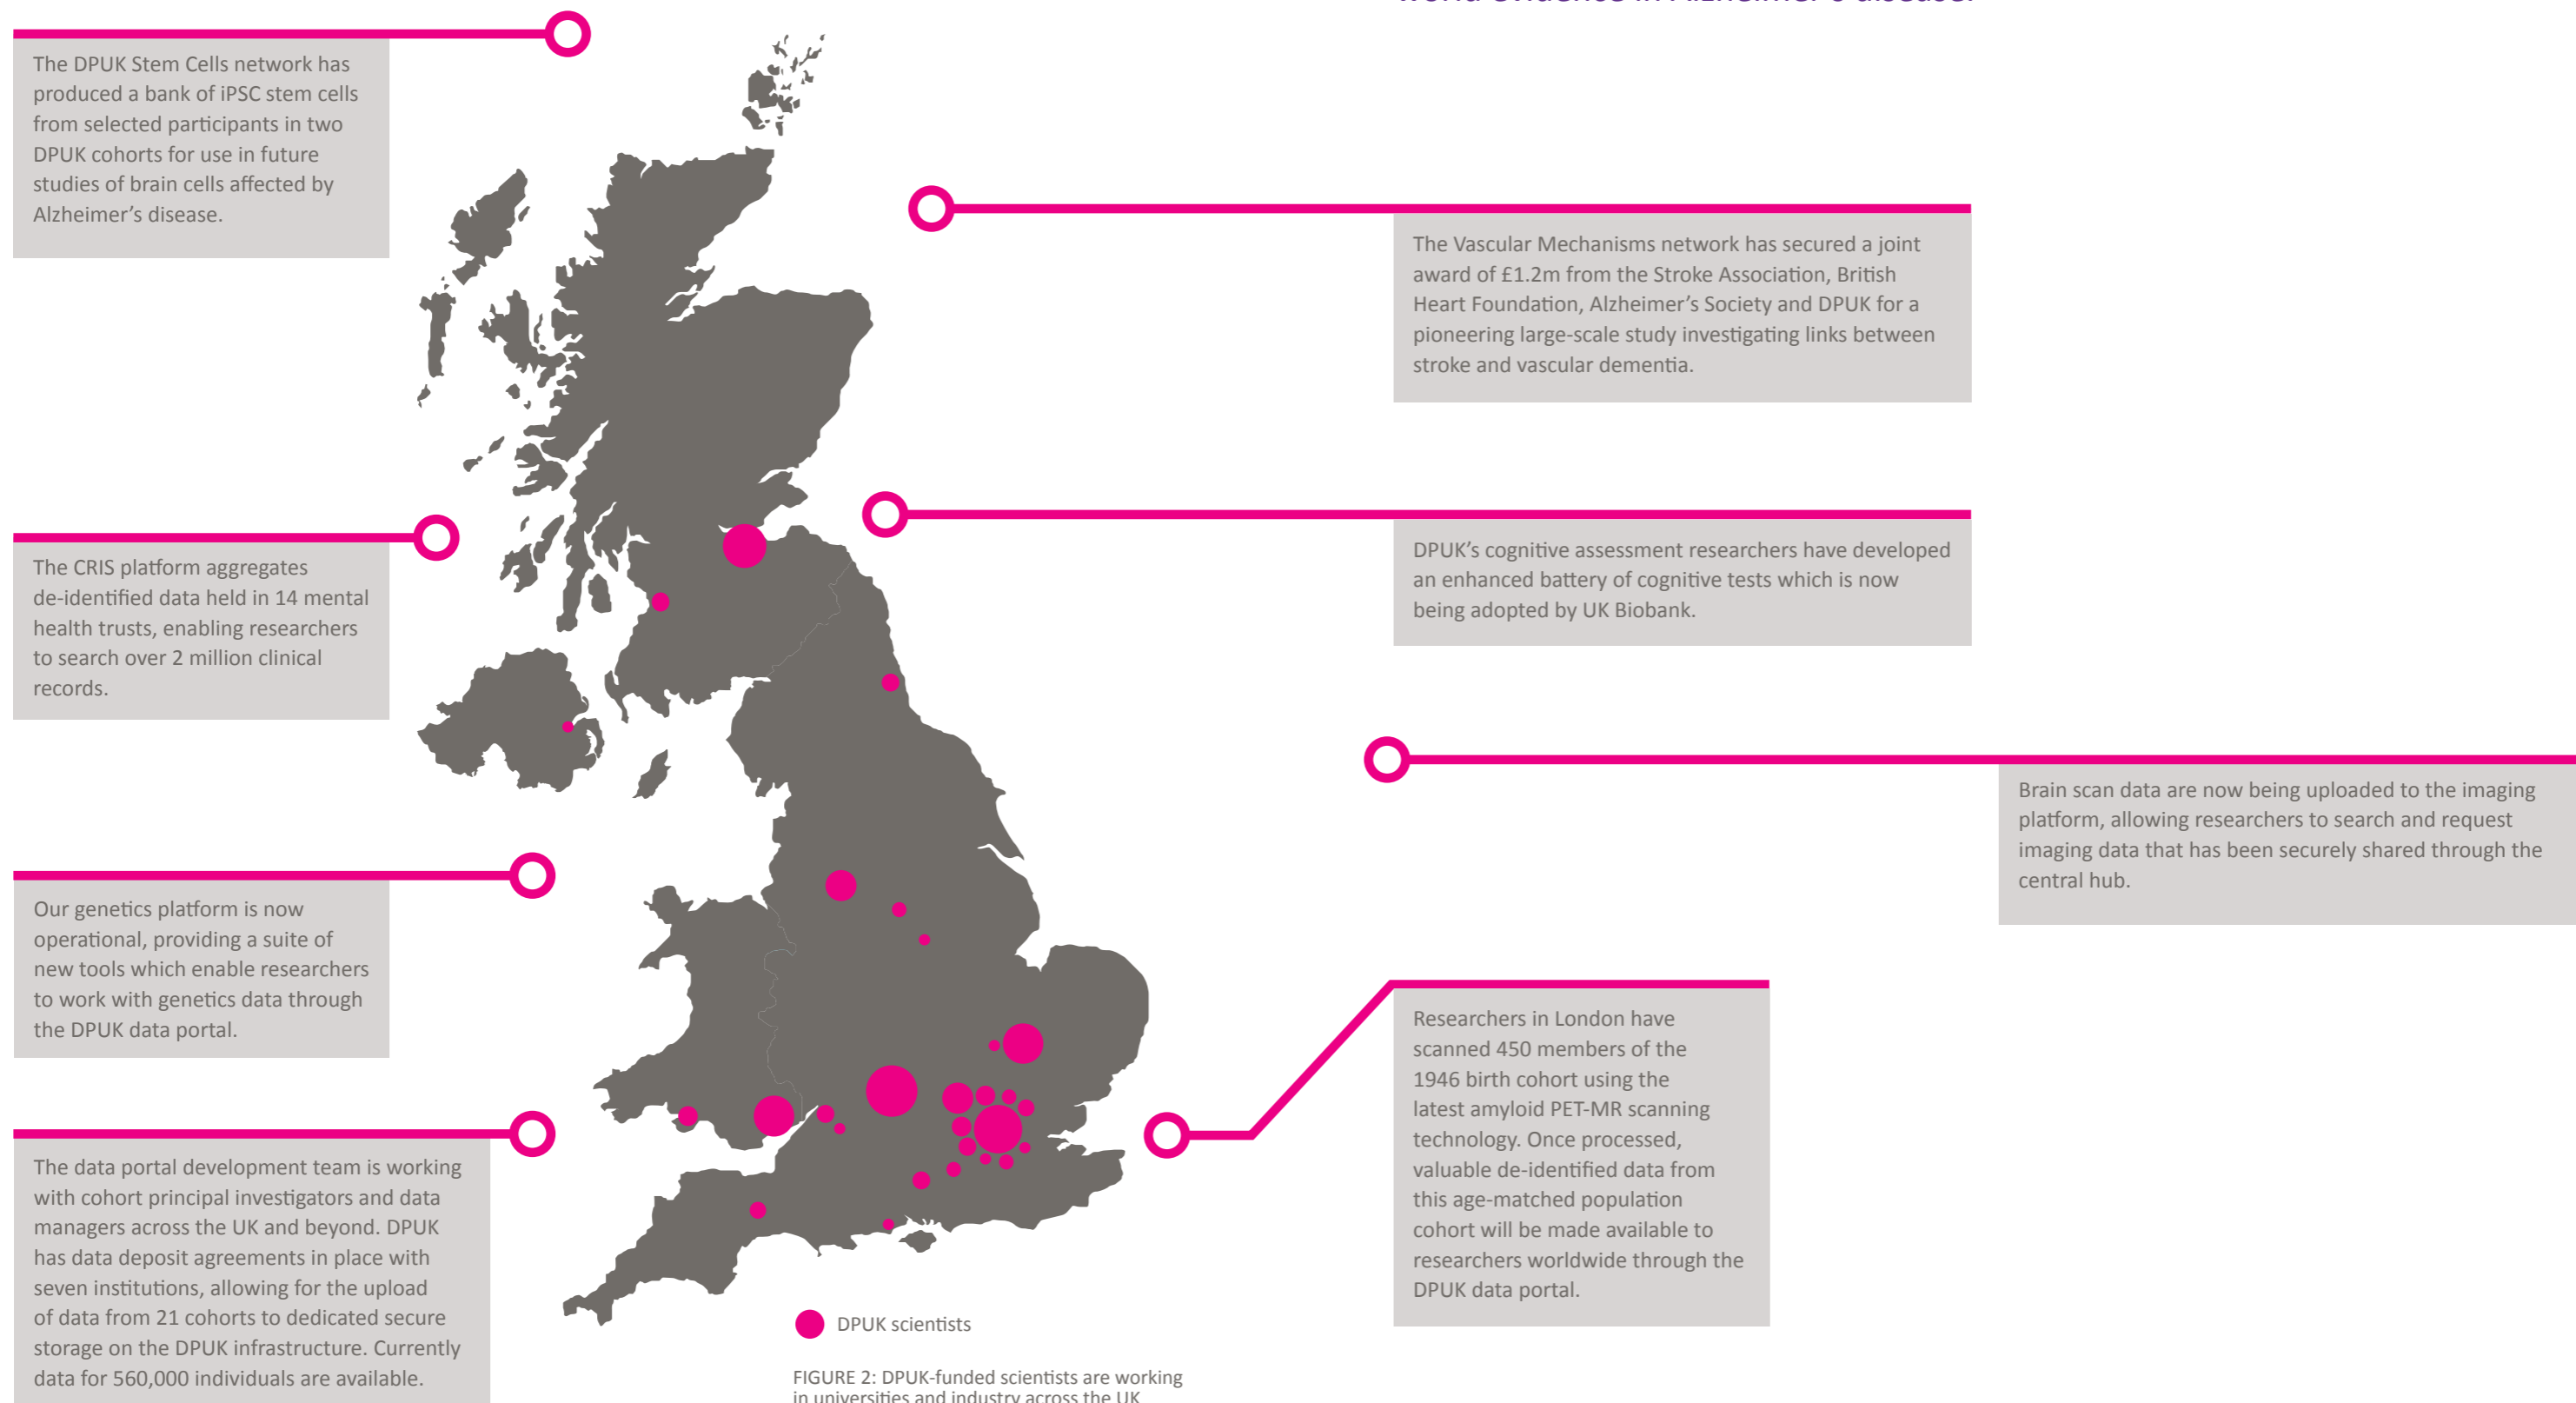 world evidence in Alzheimer's disease.
The DPUK Stem Cells network has
produced a bank of iPSC stem cells
from selected participants in two
DPUK cohorts for use in future
studies of brain cells affected by
Alzheimer's disease.
The Vascular Mechanisms network has secured a joint
award of £1.2m from the Stroke Association, British
Heart Foundation, Alzheimer's Society and DPUK for a
pioneering large-scale study investigating links between
stroke and vascular dementia.
The CRIS platform aggregates
de-identified data held in 14 mental
health trusts, enabling researchers
to search over 2 million clinical
records.
DPUK's cognitive assessment researchers have developed
an enhanced battery of cognitive tests which is now
being adopted by UK Biobank.
Brain scan data are now being uploaded to the imaging
platform, allowing researchers to search and request
imaging data that has been securely shared through the
central hub.
Our genetics platform is now
operational, providing a suite of
new tools which enable researchers
to work with genetics data through
the DPUK data portal.
Researchers in London have
scanned 450 members of the
1946 birth cohort using the
latest amyloid PET-MR scanning
technology. Once processed,
valuable de-identified data from
this age-matched population
cohort will be made available to
researchers worldwide through the
DPUK data portal.
The data portal development team is working
with cohort principal investigators and data
managers across the UK and beyond. DPUK
has data deposit agreements in place with
seven institutions, allowing for the upload
of data from 21 cohorts to dedicated secure
storage on the DPUK infrastructure. Currently
data for 560,000 individuals are available.
DPUK scientists
FIGURE 2: DPUK-funded scientists are working
in universities and industry across the UK